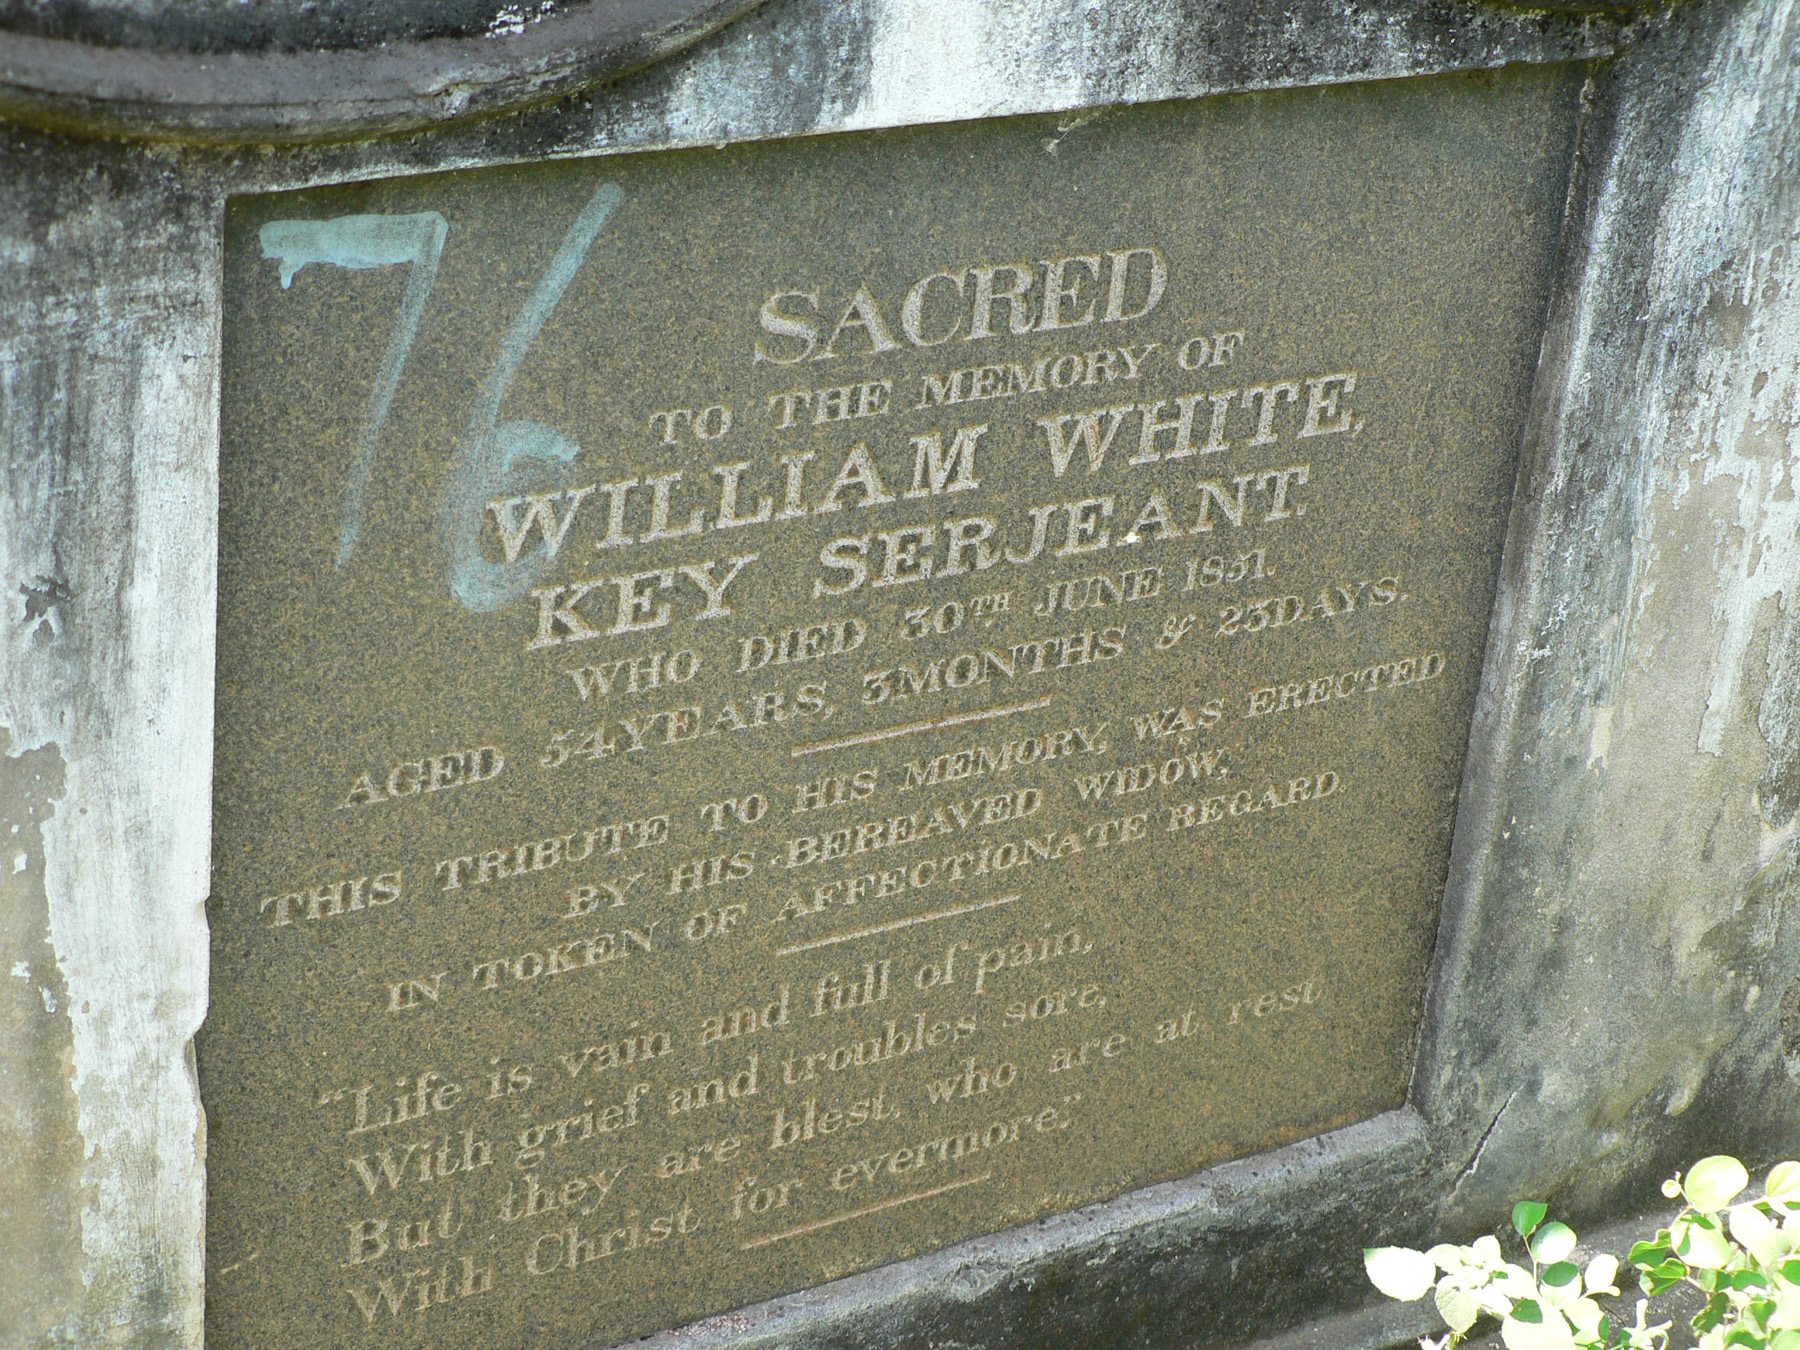 76
SACRED
TO THE MEMORY OF
WILLIAM WHITE
KEY SERJEANT.
WHO DIED 30TH JUNE 1851.
AGED 54 YEARS, 3 MONTHS & 23 DAYS.
THIS TRIBUTE TO HIS MEMORY, WAS ERECTED
BY HIS BEREAVED WIDOW,
IN TOKEN OF AFFECTIONATE REGARD.
"Life is vain and full of pain,
With grief and troubles sore,
But they are blest, who are at rest
With Christ for evermore."